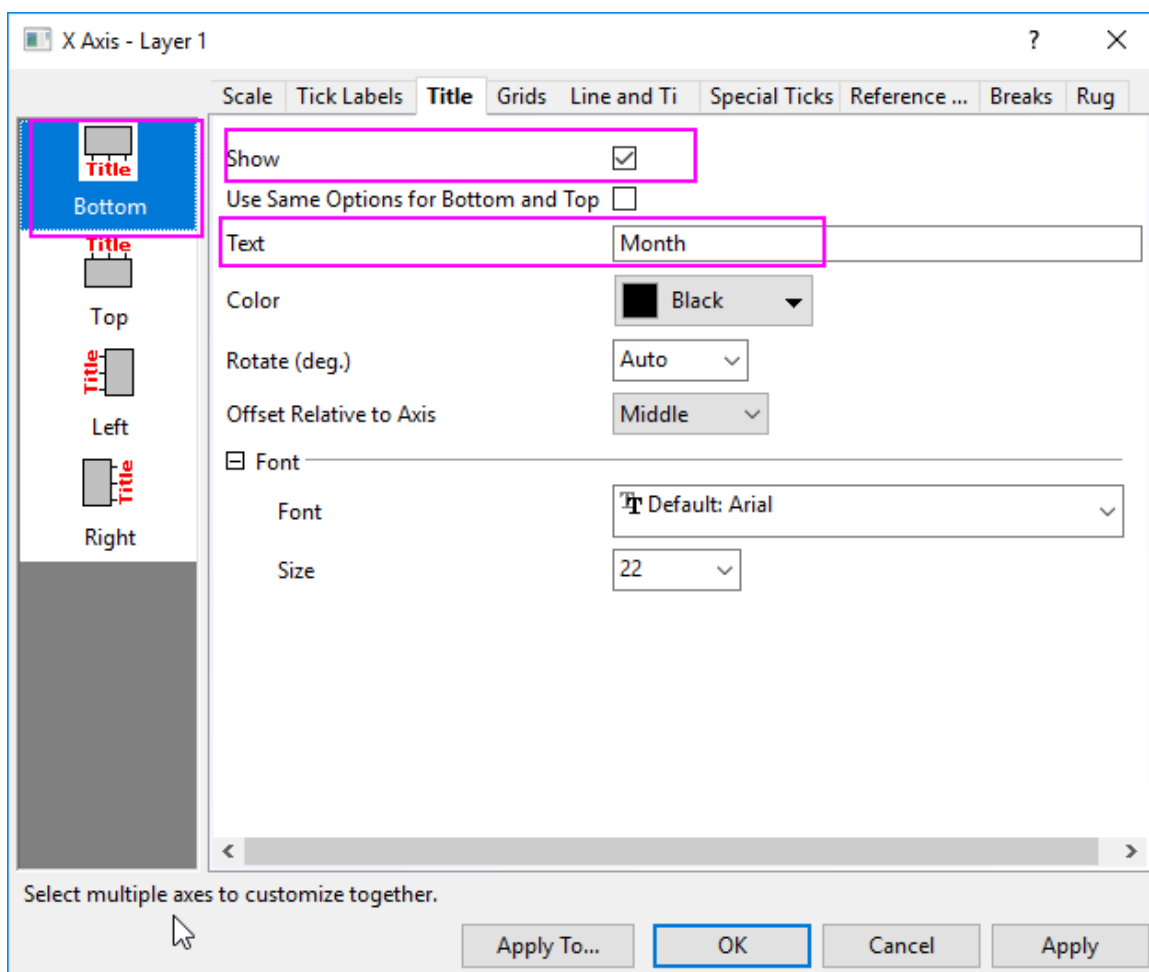 X Axis - Layer 1 ?
Scale Tick Labels Title Grids Line and Ti Special Ticks Reference ... Breaks Rug
Title
Bottom
Title
Top
Title
Left
Title
Right
Show
Use Same Options for Bottom and Top
Text Month
Color Black
Rotate (deg.) Auto
Offset Relative to Axis Middle
Font
Font Default: Arial
Size 22
Select multiple axes to customize together.
Apply To... OK Cancel Apply